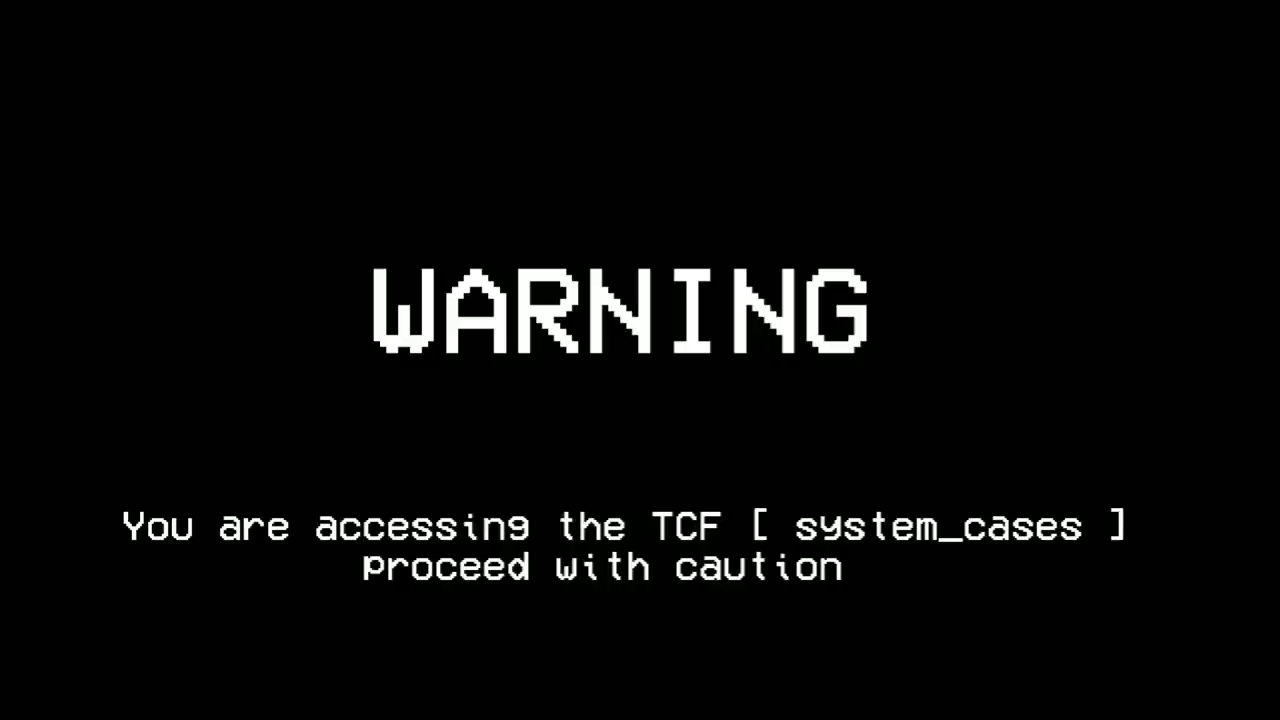 WARNING
You are accessing the TCF [ system_cases ]
Proceed with caution